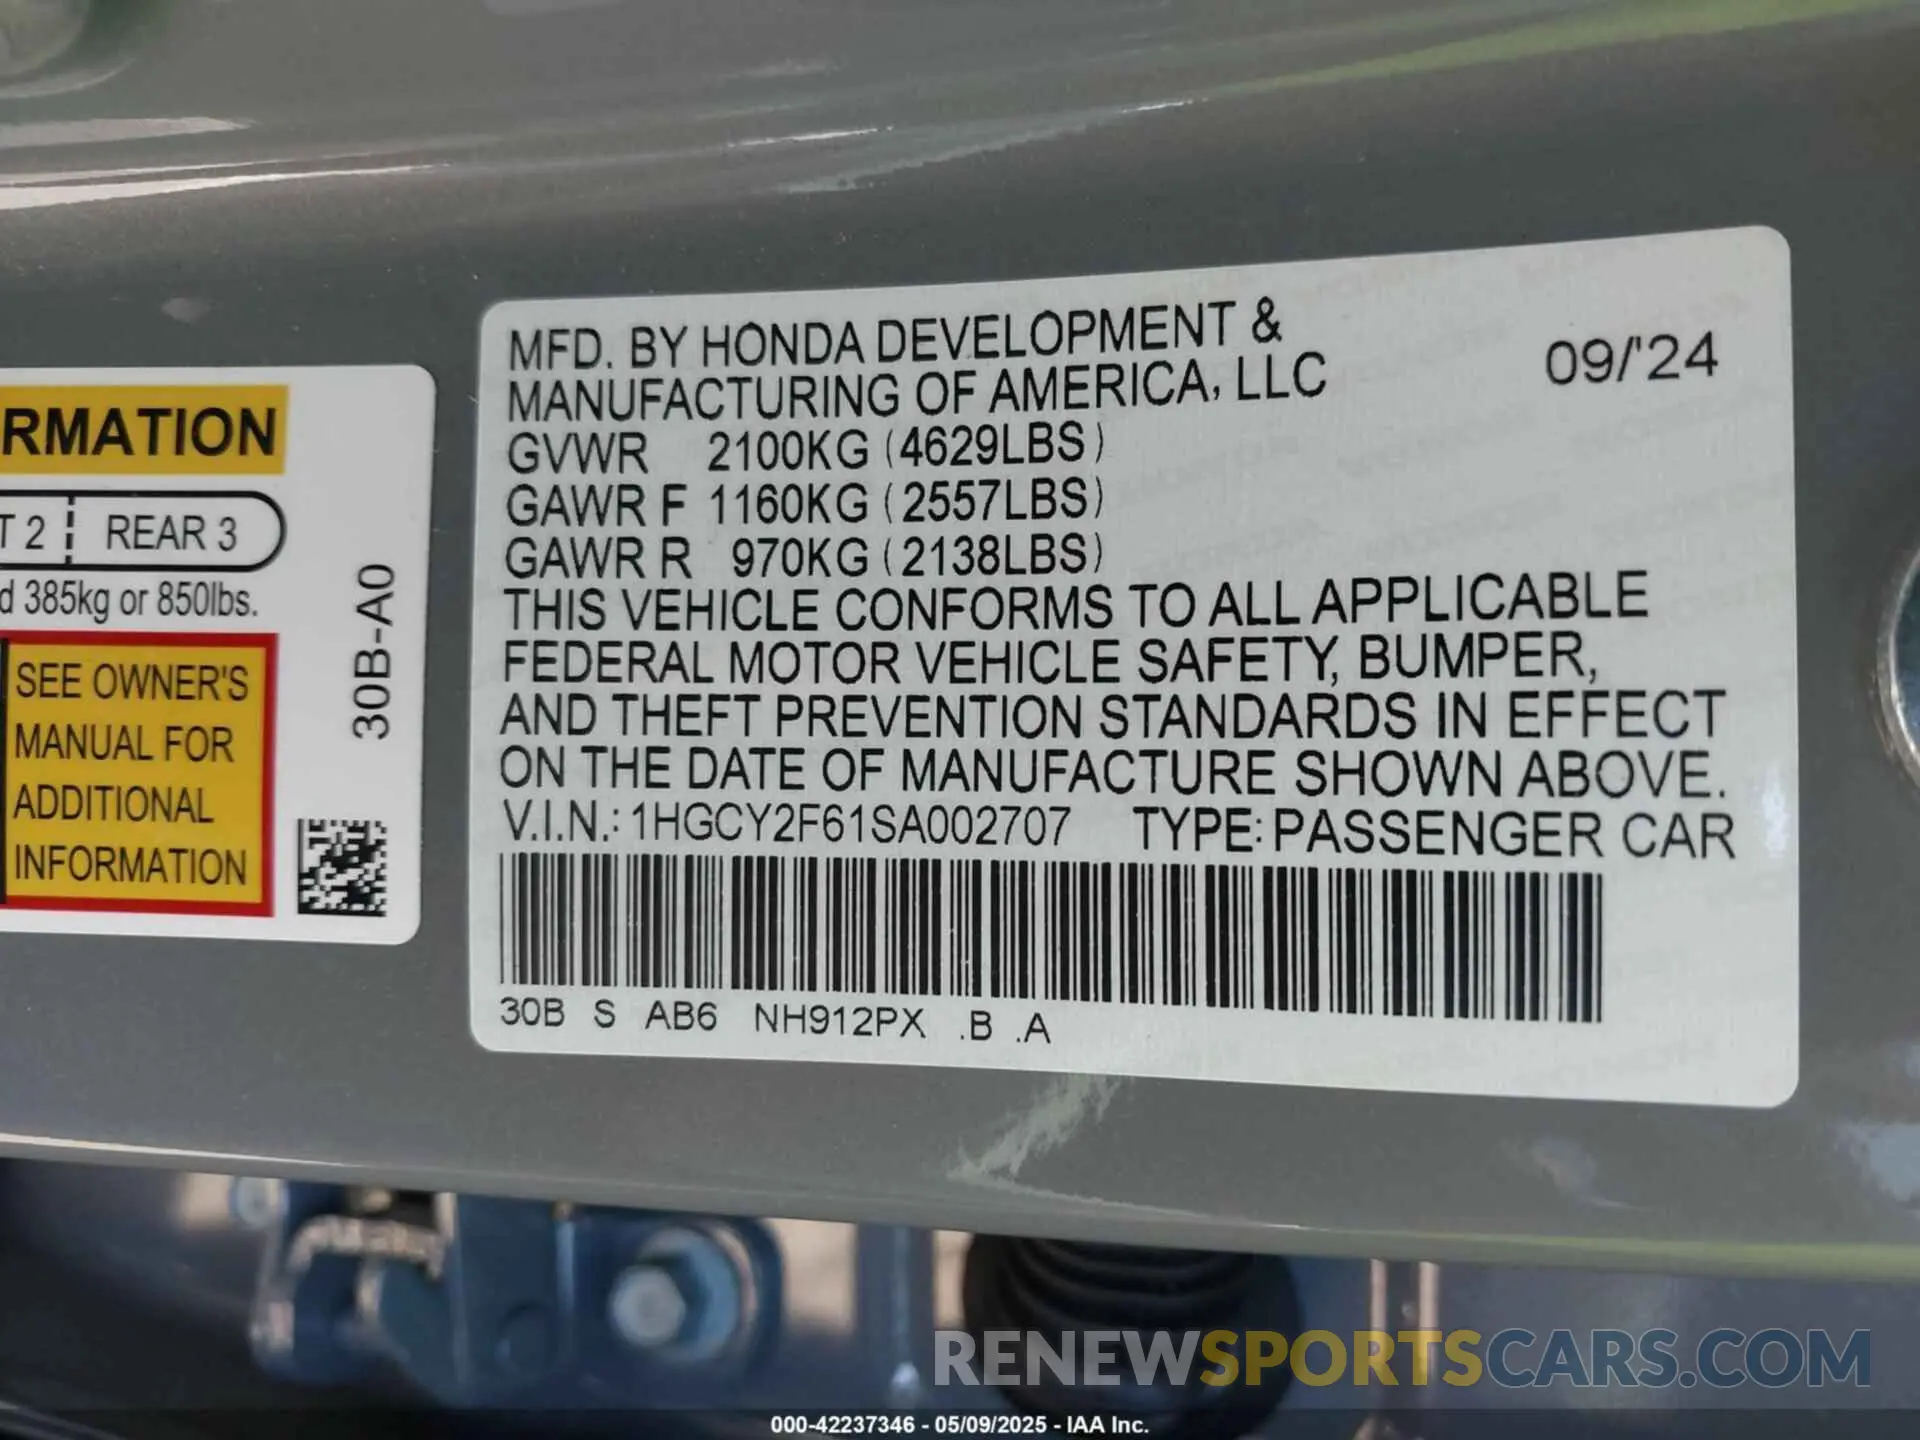 RMATION
T 2 REAR 3
d 385kg or 850lbs.
SEE OWNER'S
MANUAL FOR
ADDITIONAL
INFORMATION
30B-A0
MFD. BY HONDA DEVELOPMENT &
MANUFACTURING OF AMERICA, LLC
09/'24
GVWR 2100KG (4629LBS)
GAWR F 1160KG (2557LBS)
GAWR R 970KG (2138LBS)
THIS VEHICLE CONFORMS TO ALL APPLICABLE
FEDERAL MOTOR VEHICLE SAFETY, BUMPER,
AND THEFT PREVENTION STANDARDS IN EFFECT
ON THE DATE OF MANUFACTURE SHOWN ABOVE.
V.I.N.: 1HGCY2F61SA002707 TYPE: PASSENGER CAR
30B S AB6 NH912PX .B .A
RENEWSPORTSCARS.COM
000-42237346 - 05/09/2025 - IAA Inc.